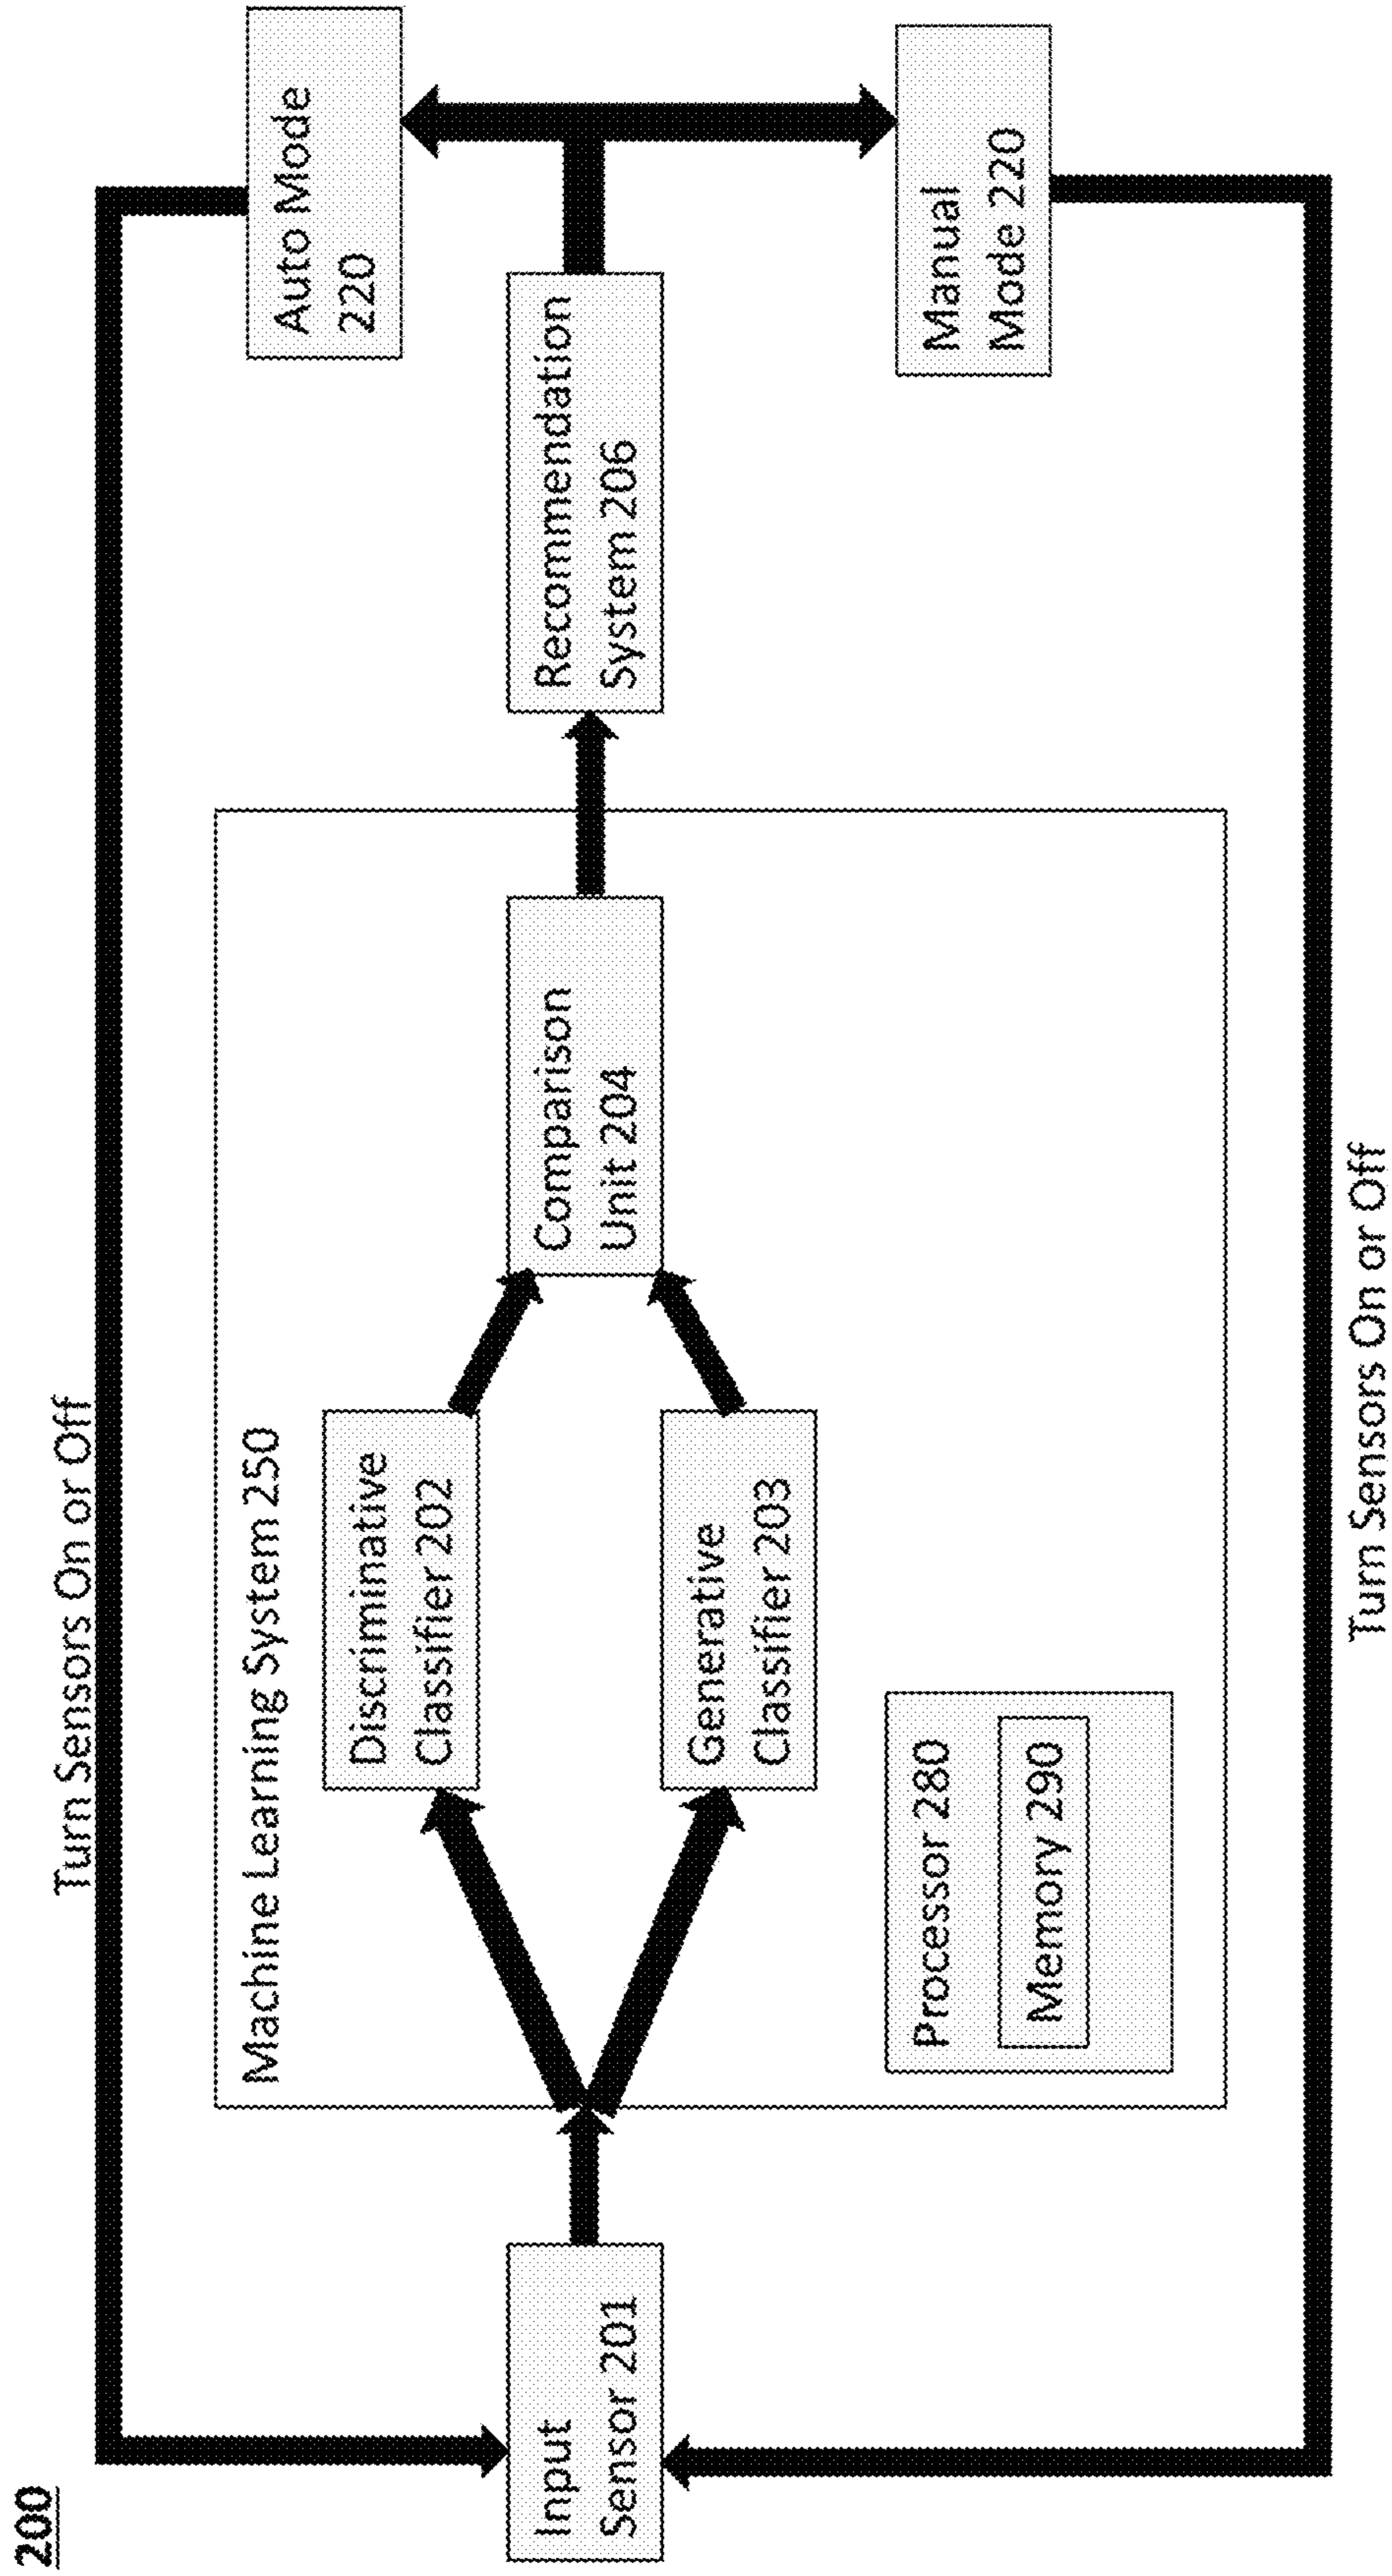 200
Turn Sensors On or Off
Machine Learning System 250
Input
Sensor 201
Discriminative
Classifier 202
Generative
Classifier 203
Processor 280
Memory 290
Comparison
Unit 204
Recommendation
System 206
Auto Mode
220
Manual
Mode 220
Turn Sensors On or Off